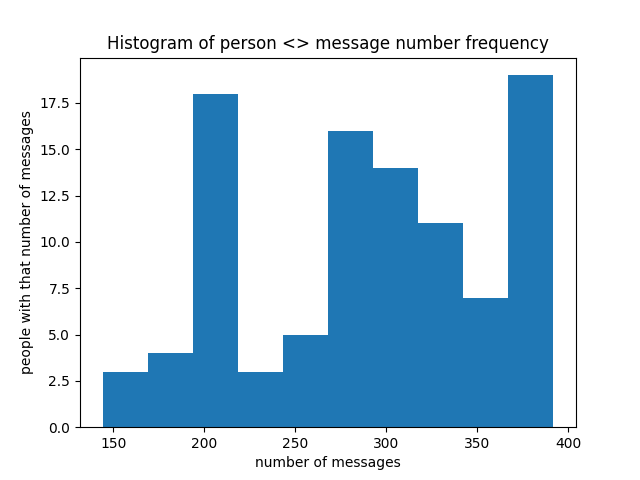 Histogram of person <> message number frequency
people with that number of messages
17.5
15.0
12.5
10.0
7.5
5.0
2.5
0.0
150 200 250 300 350 400
number of messages